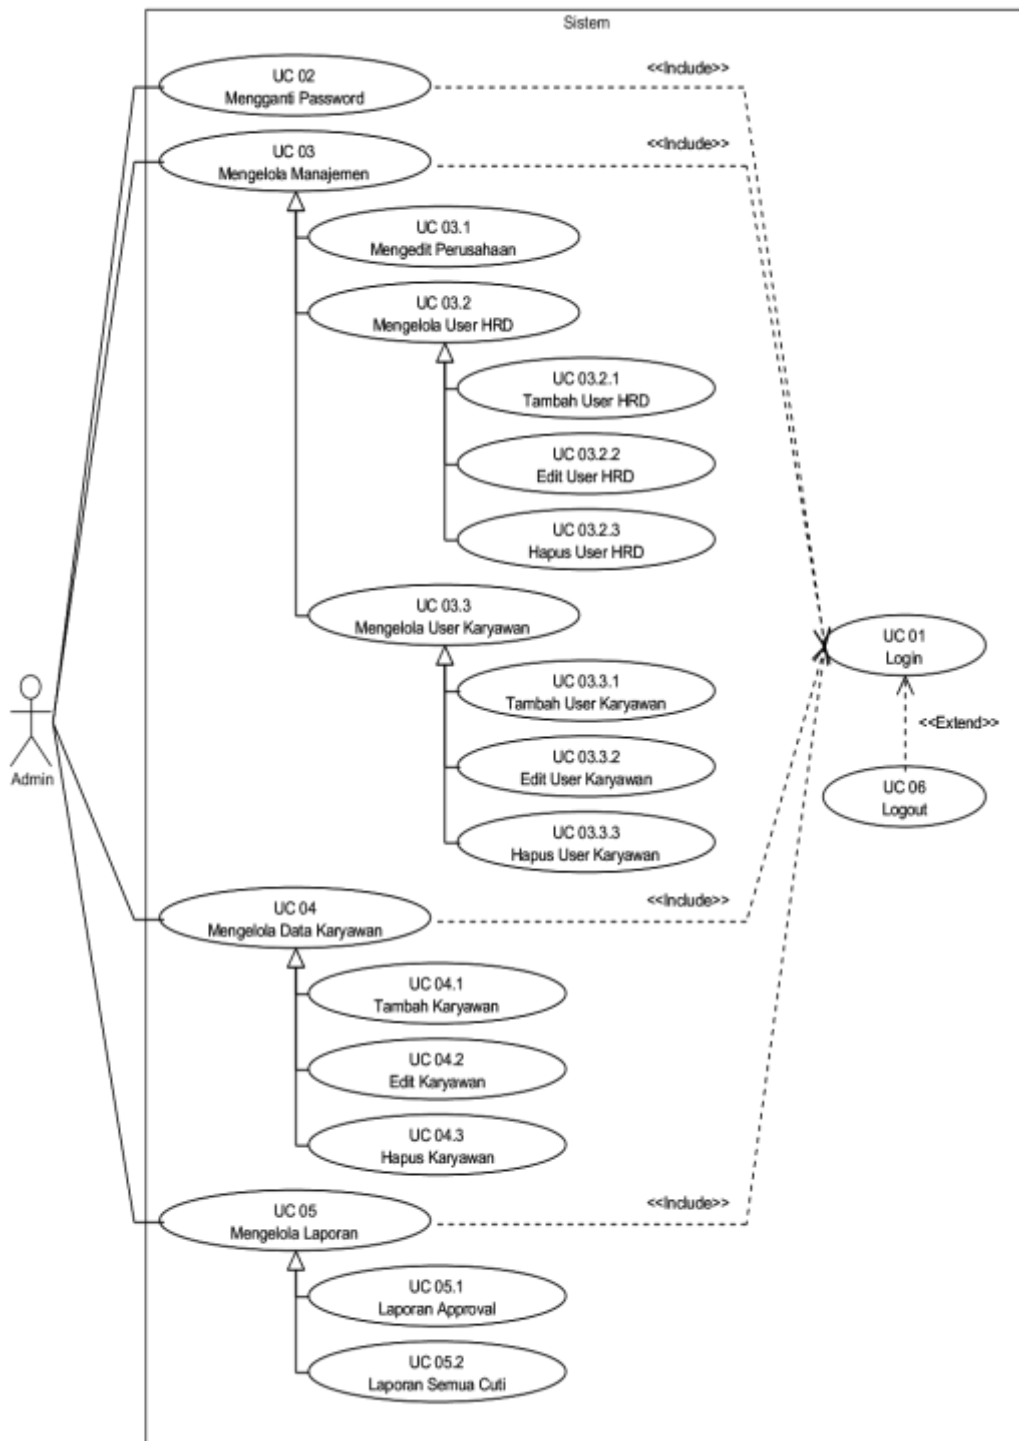 Sistem
UC 02
Mengganti Password
<<Include>>
UC 03
Mengelola Manajemen
<<Include>>
UC 03.1
Mengedit Perusahaan
UC 03.2
Mengelola User HRD
UC 03.2.1
Tambah User HRD
UC 03.2.2
Edit User HRD
UC 03.2.3
Hapus User HRD
UC 03.3
Mengelola User Karyawan
UC 01
Login
UC 03.3.1
Tambah User Karyawan
<<Extend>>
Admin
UC 03.3.2
Edit User Karyawan
UC 06
Logout
UC 03.3.3
Hapus User Karyawan
UC 04
Mengelola Data Karyawan
<<Include>>
UC 04.1
Tambah Karyawan
UC 04.2
Edit Karyawan
UC 04.3
Hapus Karyawan
UC 05
Mengelola Laporan
<<Include>>
UC 05.1
Laporan Approval
UC 05.2
Laporan Semua Cuti